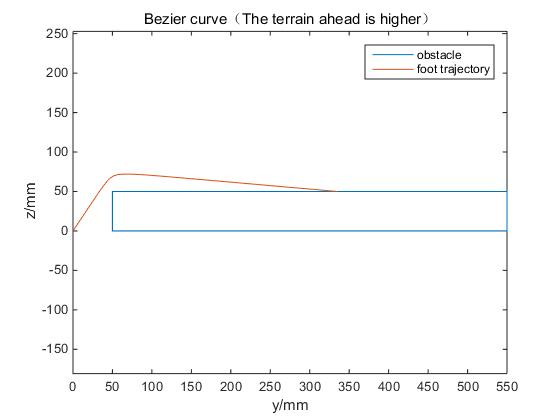 Bezier curve（The terrain ahead is higher）
250
200
150
100
50
0
-50
-100
-150
z/mm
obstacle
foot trajectory
0 50 100 150 200 250 300 350 400 450 500 550
y/mm